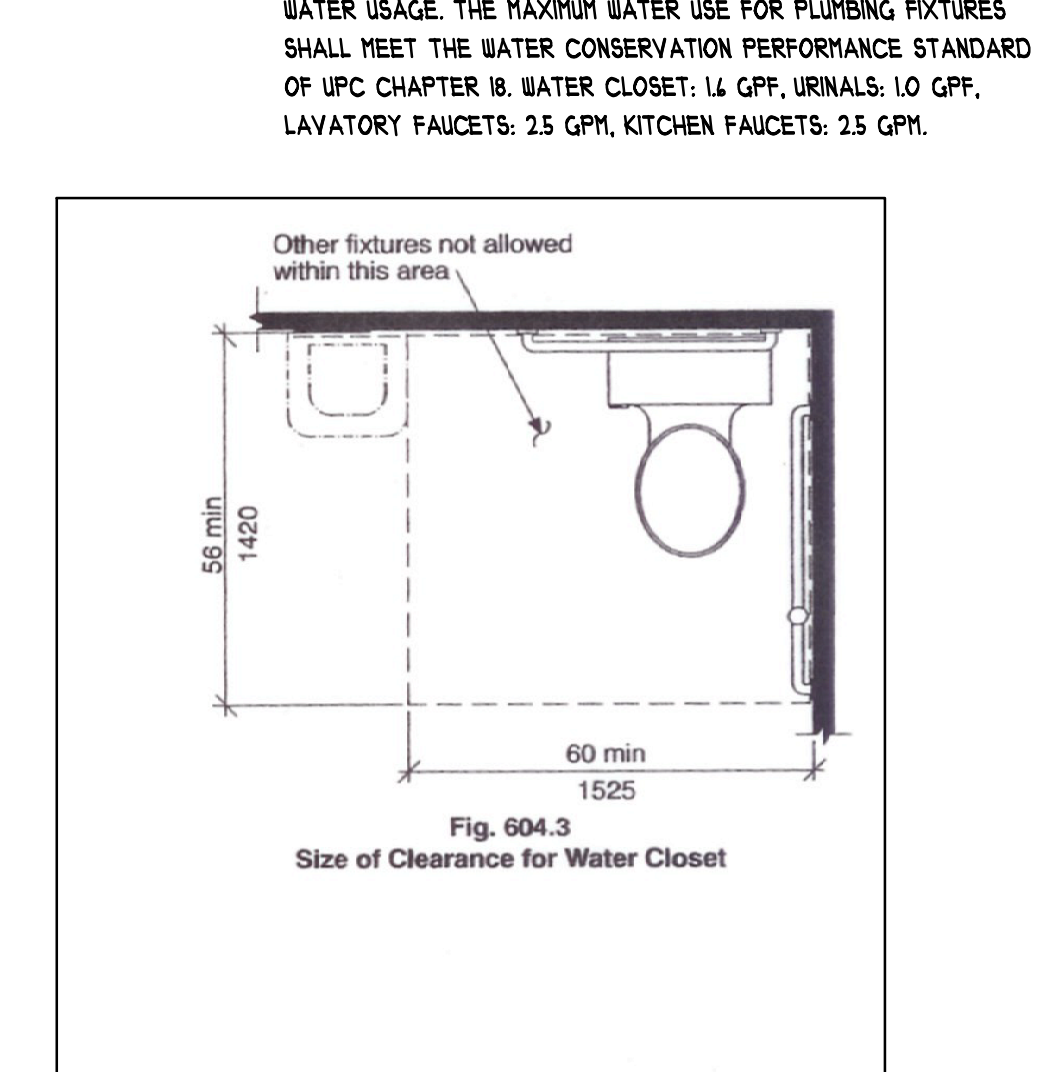 WATER USAGE. THE MAXIMUM WATER USE FOR PLUMBING FIXTURES
SHALL MEET THE WATER CONSERVATION PERFORMANCE STANDARD
OF UPC CHAPTER 18. WATER CLOSET: 1.6 GPF, URINALS: 1.0 GPF,
LAVATORY FAUCETS: 2.5 GPM, KITCHEN FAUCETS: 2.5 GPM.
Other fixtures not allowed
within this area
56 min
1420
60 min
1525
Fig. 604.3
Size of Clearance for Water Closet